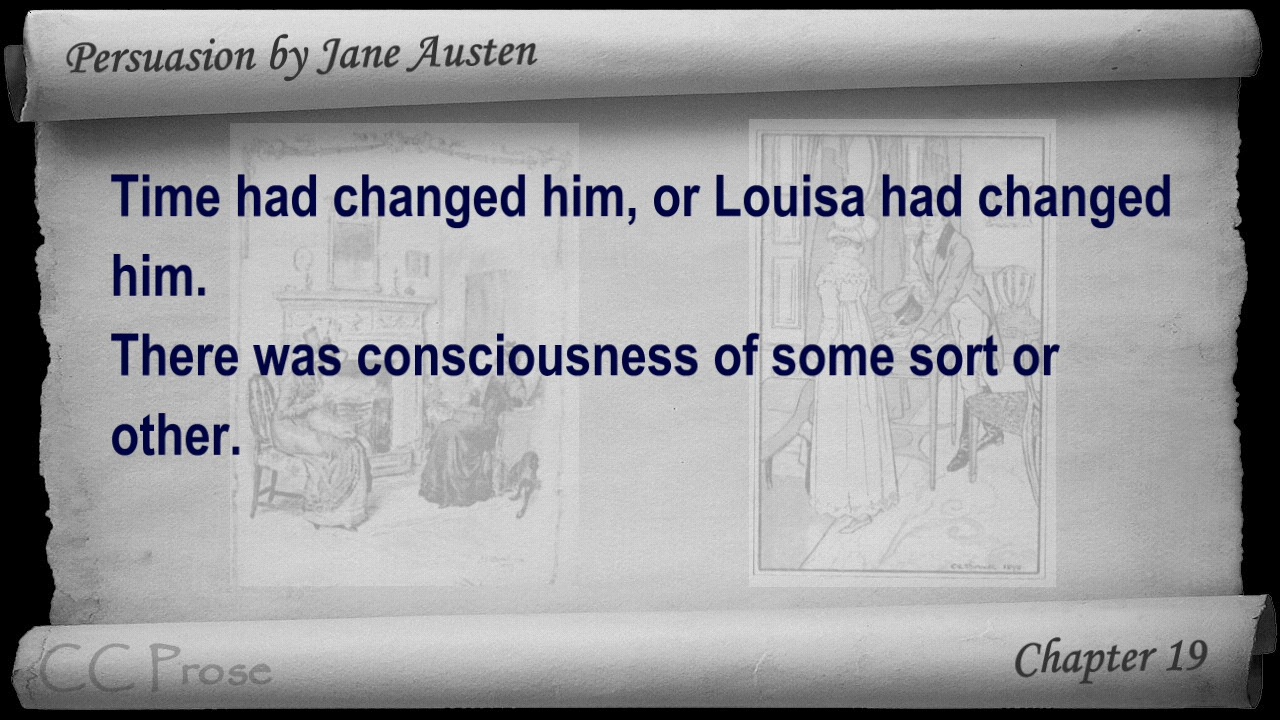 Persuasion by Jane Austen
Time had changed him, or Louisa had changed
him.
There was consciousness of some sort or
other.
CC Prose
Chapter 19